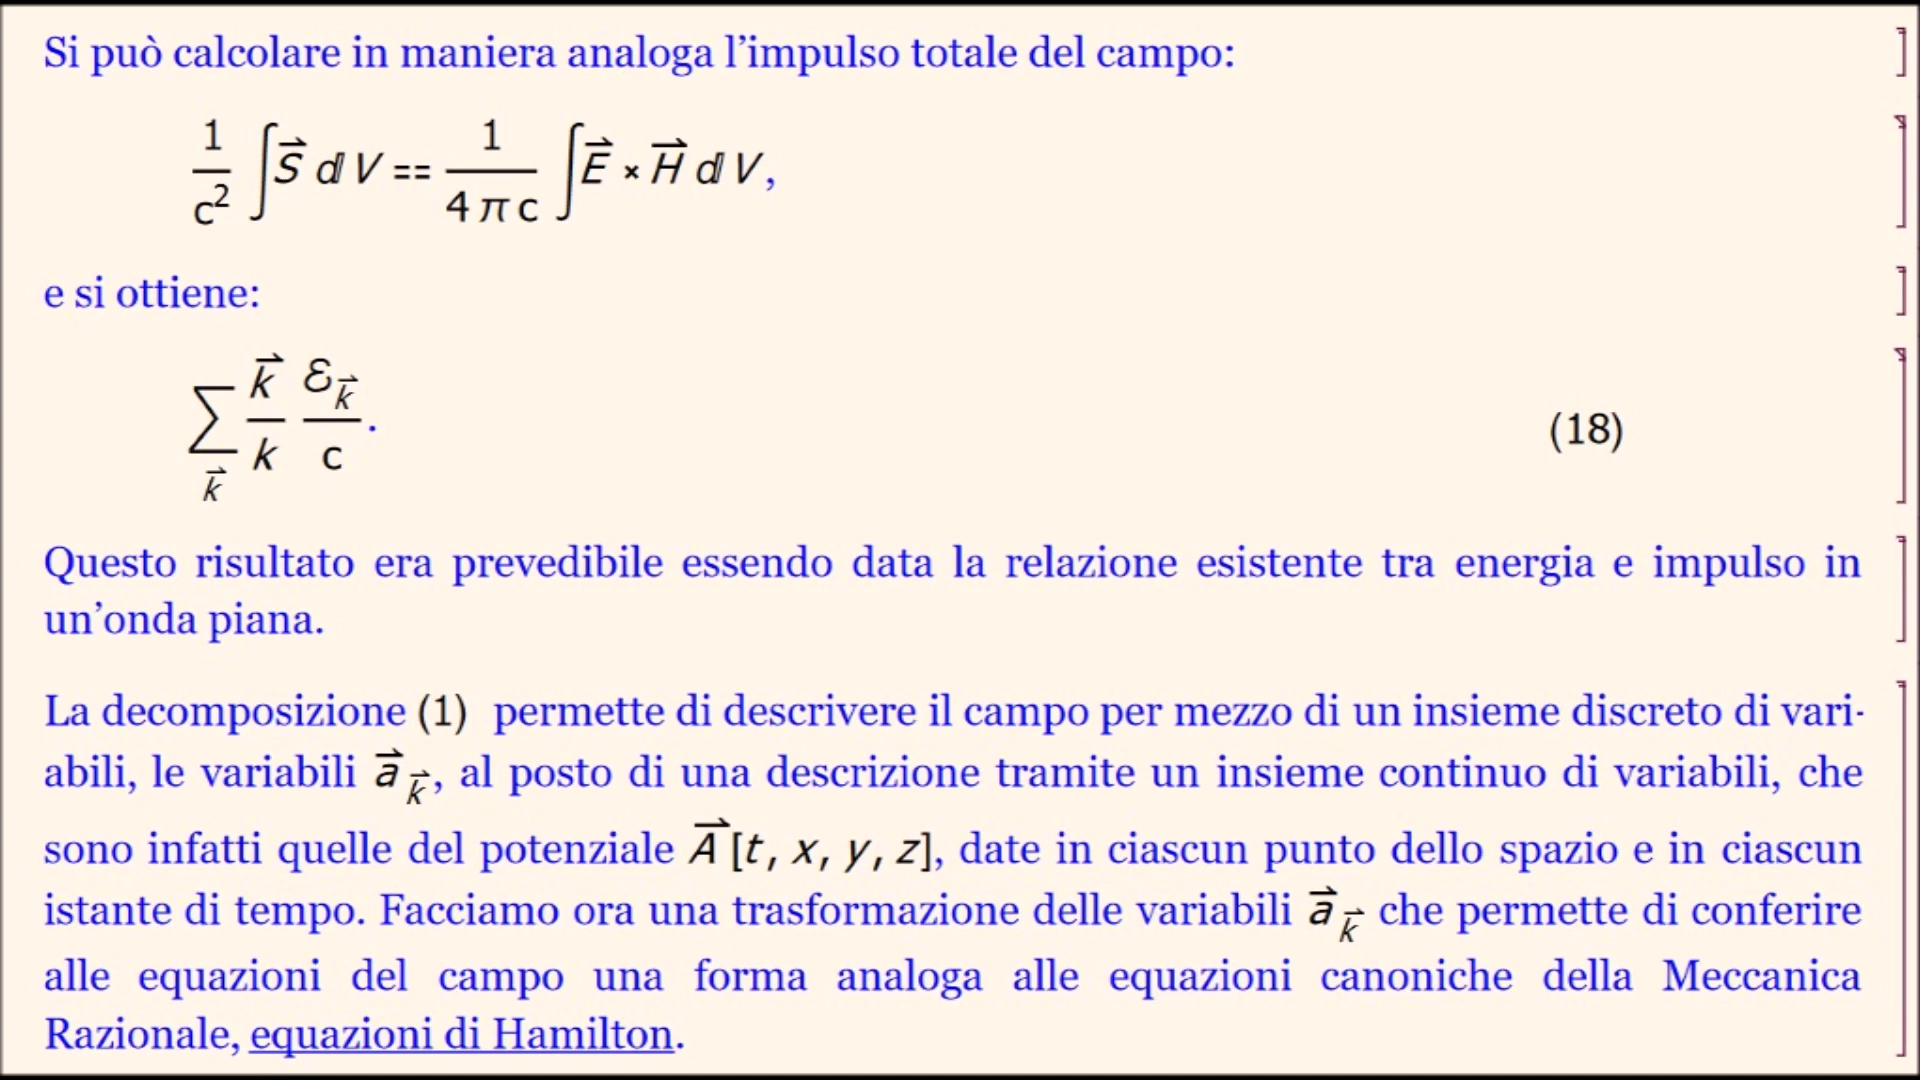 Si può calcolare in maniera analoga l’impulso totale del campo:
1/c² ∫ S⃗ ⅆV == 1/(4 π c) ∫ E⃗ × H⃗ ⅆV,
e si ottiene:
∑_k⃗ k⃗/k ℰ_k⃗/c . (18)
Questo risultato era prevedibile essendo data la relazione esistente tra energia e impulso in
un’onda piana.
La decomposizione (1) permette di descrivere il campo per mezzo di un insieme discreto di vari-
abili, le variabili a⃗_k⃗, al posto di una descrizione tramite un insieme continuo di variabili, che
sono infatti quelle del potenziale A⃗[t, x, y, z], date in ciascun punto dello spazio e in ciascun
istante di tempo. Facciamo ora una trasformazione delle variabili a⃗_k⃗ che permette di conferire
alle equazioni del campo una forma analoga alle equazioni canoniche della Meccanica
Razionale, equazioni di Hamilton.